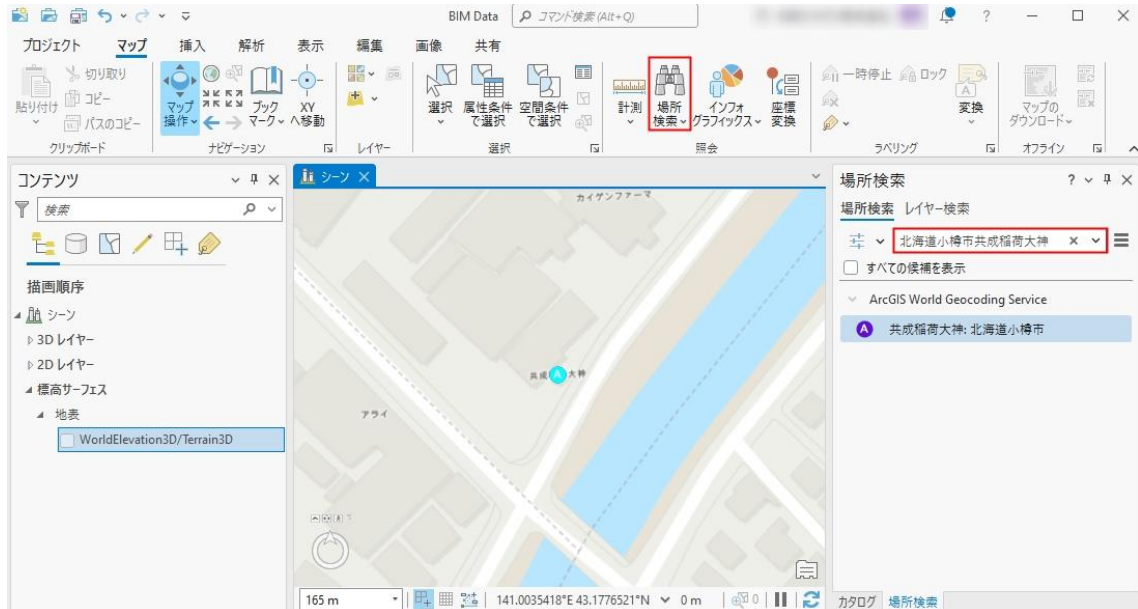 BIM Data
コマンド検索 (Alt+Q)
?
プロジェクト マップ 挿入 解析 表示 編集 画像 共有
貼り付け
切り取り
コピー
パスのコピー
クリップボード
マップ操作
ブックマーク
XYへ移動
ナビゲーション
レイヤー
選択
属性条件で選択
空間条件で選択
選択
計測
場所検索
インフォグラフィックス
座標変換
照会
一時停止 ロック
変換
ラベリング
マップのダウンロード
オフライン
コンテンツ
検索
描画順序
シーン
3D レイヤー
2D レイヤー
標高サーフェス
地表
WorldElevation3D/Terrain3D
シーン
カイゲンファーマ
共成 A 大神
アライ
165 m
141.0035418°E 43.1776521°N
0 m
0
場所検索
?
場所検索 レイヤー検索
北海道小樽市共成稲荷大神
すべての候補を表示
ArcGIS World Geocoding Service
A 共成稲荷大神: 北海道小樽市
カタログ 場所検索